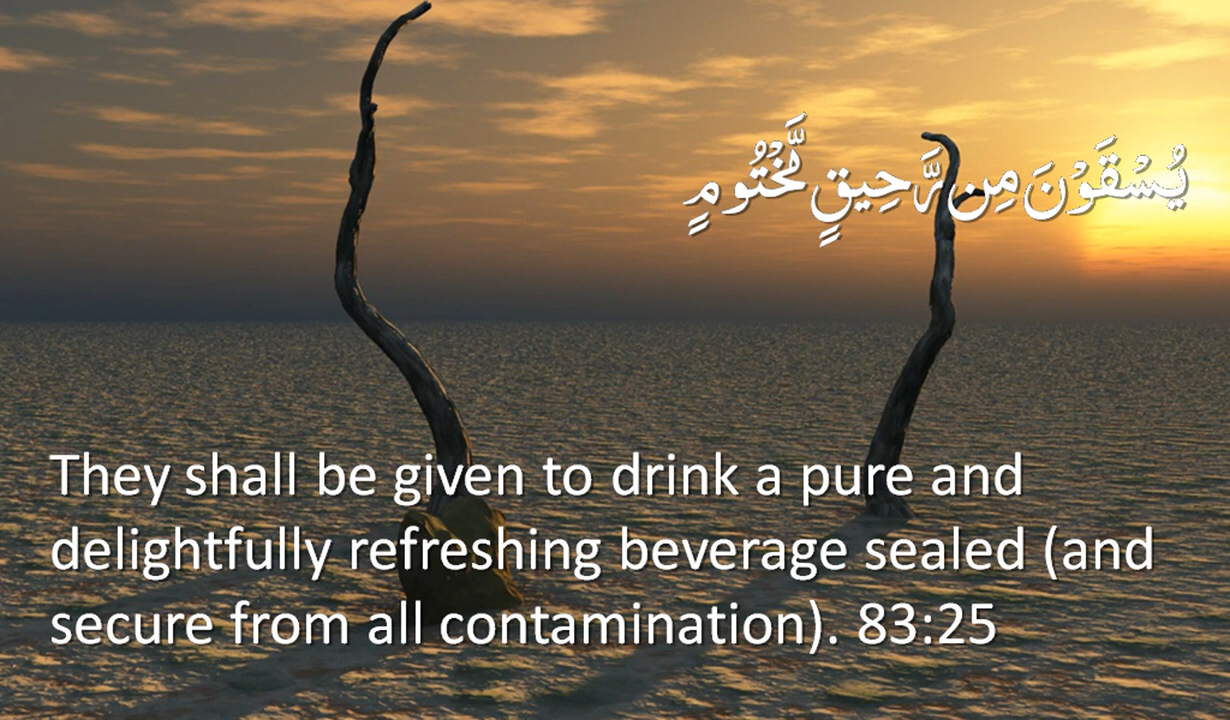 يُسْقَوْنَ مِن رَّحِيقٍ مَّخْتُومٍ
They shall be given to drink a pure and
delightfully refreshing beverage sealed (and
secure from all contamination). 83:25